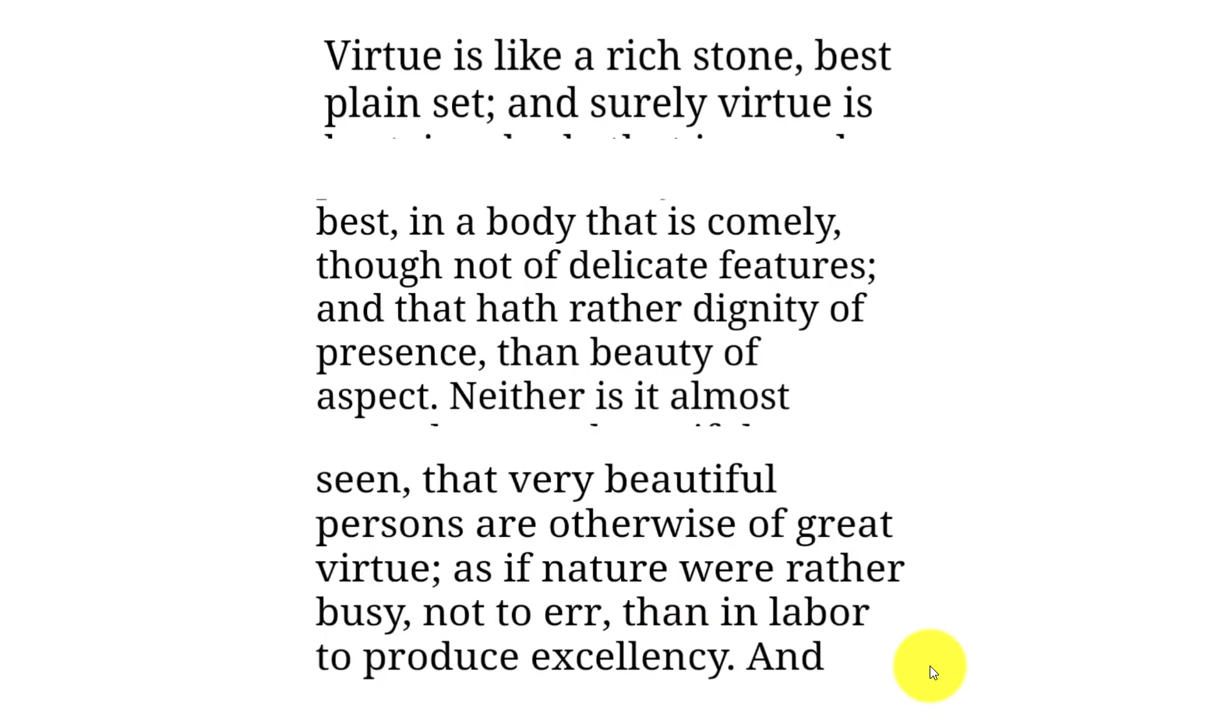 Virtue is like a rich stone, best
plain set; and surely virtue is
best, in a body that is comely,
though not of delicate features;
and that hath rather dignity of
presence, than beauty of
aspect. Neither is it almost
seen, that very beautiful
persons are otherwise of great
virtue; as if nature were rather
busy, not to err, than in labor
to produce excellency. And